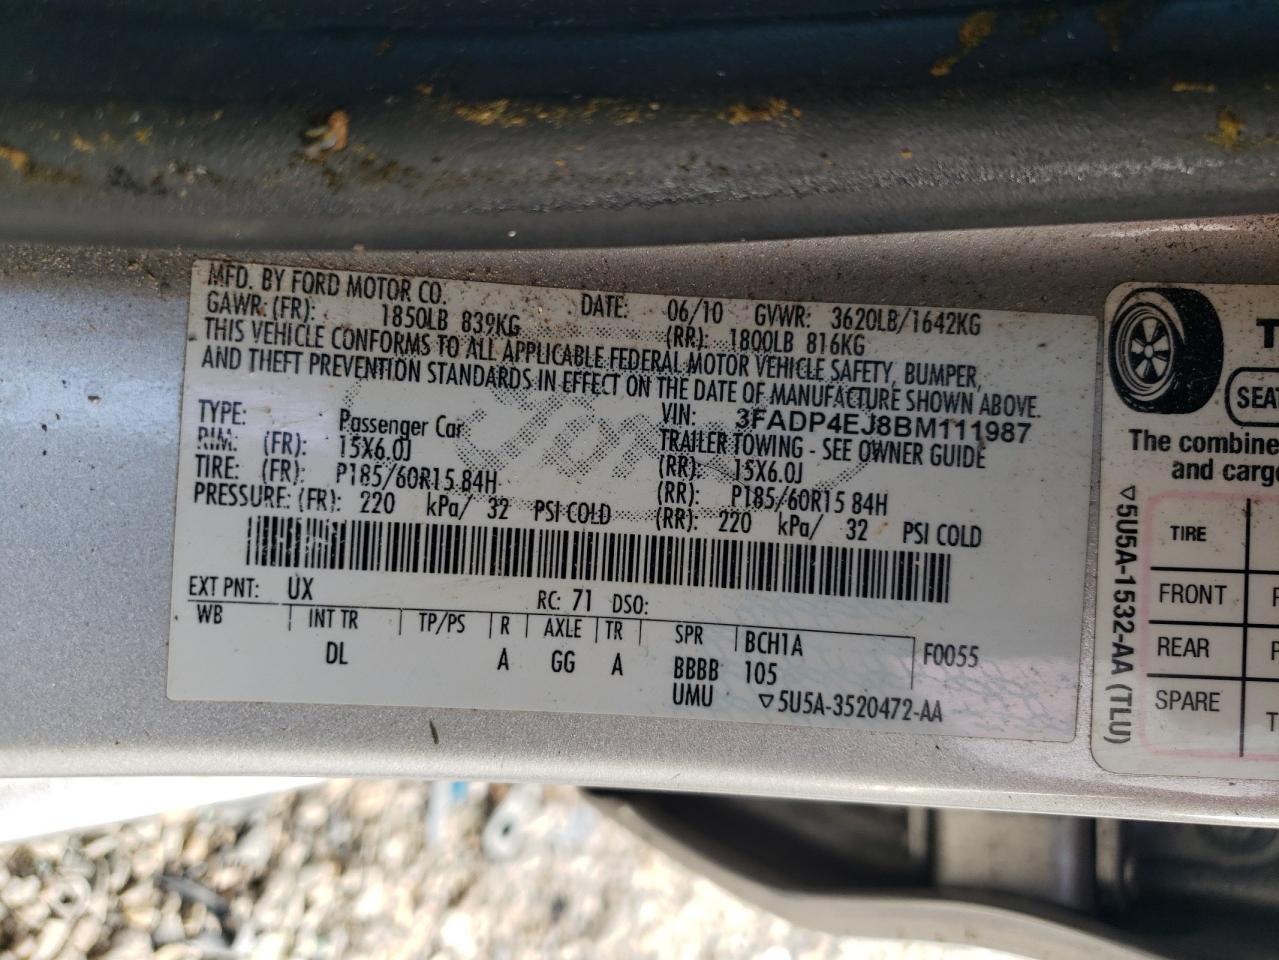 MFD. BY FORD MOTOR CO.
DATE: 06/10 GVWR: 3620LB/1642KG
GAWR: (FR): 1850LB 839KG (RR): 1800LB 816KG
THIS VEHICLE CONFORMS TO ALL APPLICABLE FEDERAL MOTOR VEHICLE SAFETY, BUMPER,
AND THEFT PREVENTION STANDARDS IN EFFECT ON THE DATE OF MANUFACTURE SHOWN ABOVE.
VIN: 3FADP4EJ8BM111987
TYPE: Passenger Car TRAILER TOWING - SEE OWNER GUIDE
RIM: (FR): 15X6.0J (RR): 15X6.0J
TIRE: (FR): P185/60R15 84H (RR): P185/60R15 84H
PRESSURE: (FR): 220 kPa/ 32 PSI COLD (RR): 220 kPa/ 32 PSI COLD
EXT PNT: UX RC: 71 DSO:
WB INT TR TP/PS R AXLE TR SPR BCH1A F0055
DL A GG A BBBB 105
UMU ▽5U5A-3520472-AA
T
SEA
The combine
and cargo
▽5U5A-1532-AA (TLU)
TIRE
FRONT
REAR
SPARE